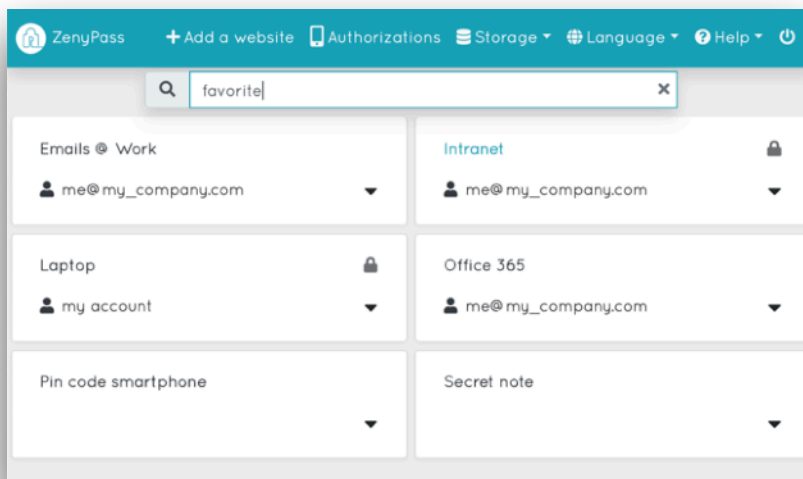 ZenyPass Add a website Authorizations Storage Language Help
favorite
Emails @ Work
me@my_company.com
Intranet
me@my_company.com
Laptop
my account
Office 365
me@my_company.com
Pin code smartphone
Secret note